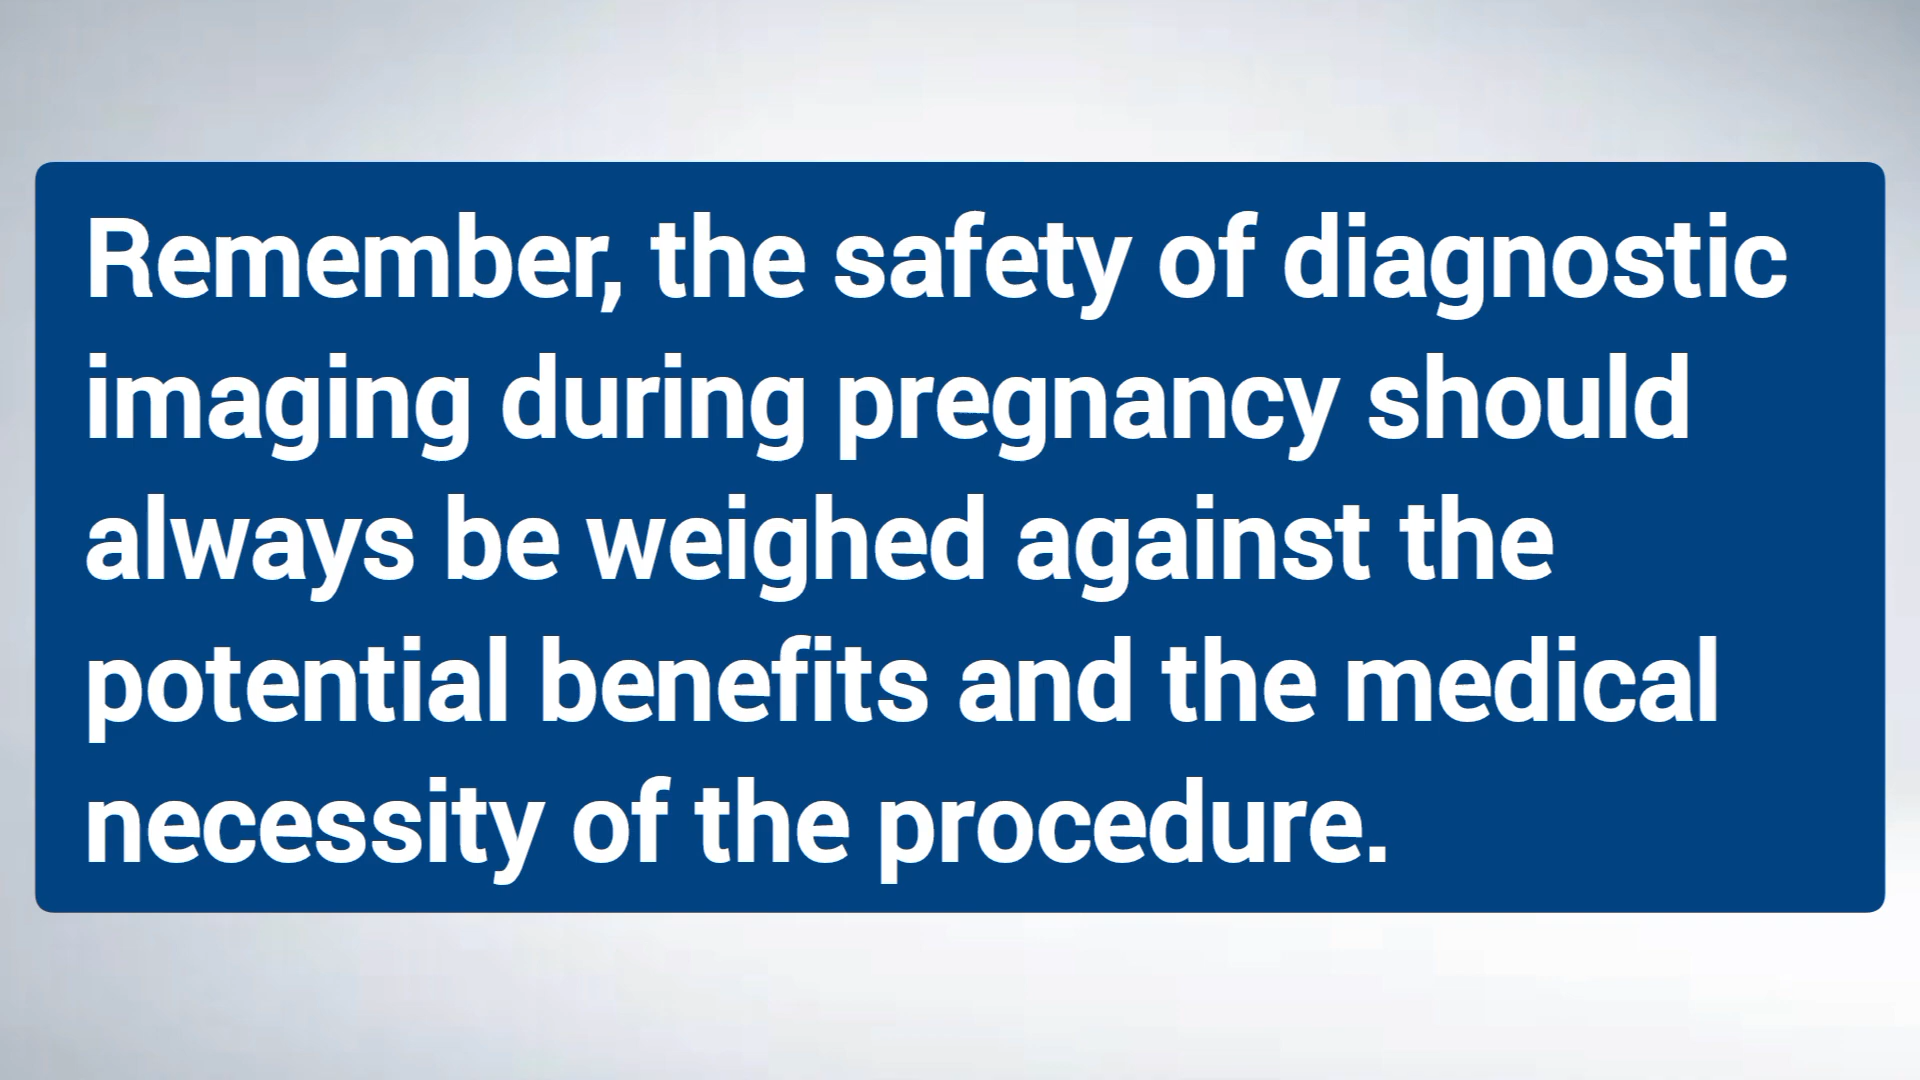 Remember, the safety of diagnostic
imaging during pregnancy should
always be weighed against the
potential benefits and the medical
necessity of the procedure.